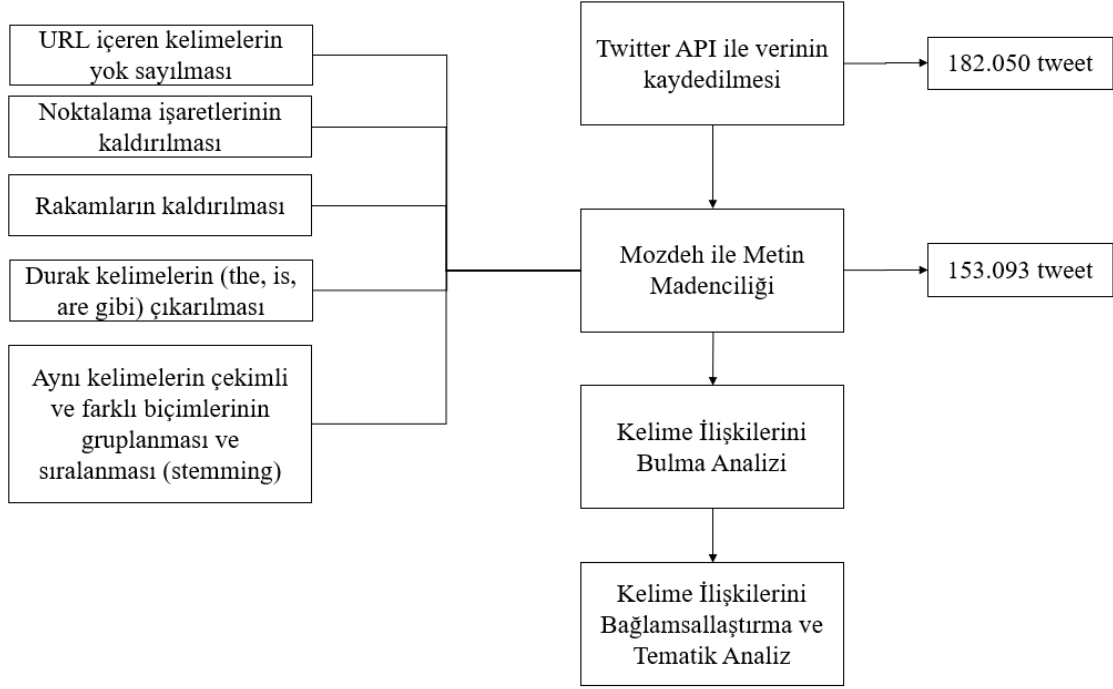 URL içeren kelimelerin
yok sayılması
Noktalama işaretlerinin
kaldırılması
Rakamların kaldırılması
Durak kelimelerin (the, is,
are gibi) çıkarılması
Aynı kelimelerin çekimli
ve farklı biçimlerinin
gruplanması ve
sıralanması (stemming)
Twitter API ile verinin
kaydedilmesi
182.050 tweet
Mozdeh ile Metin
Madenciliği
153.093 tweet
Kelime İlişkilerini
Bulma Analizi
Kelime İlişkilerini
Bağlamsallaştırma ve
Tematik Analiz